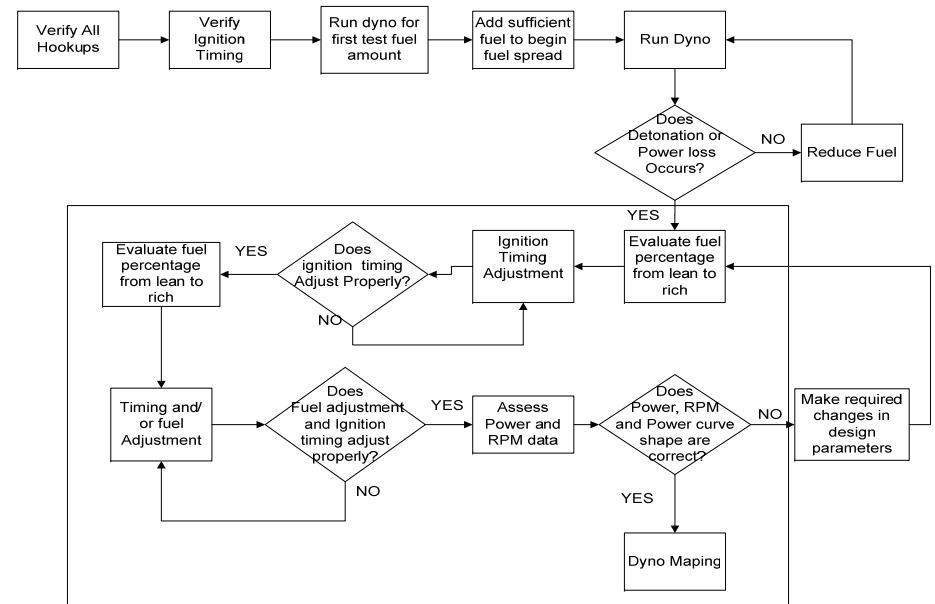 Verify All
Hookups
Verify
Ignition
Timing
Run dyno for
first test fuel
amount
Add sufficient
fuel to begin
fuel spread
Run Dyno
Does
Detonation or
Power loss
Occurs?
NO
Reduce Fuel
YES
Evaluate fuel
percentage
from lean to
rich
Ignition
Timing
Adjustment
Does
ignition timing
Adjust Properly?
NO
YES
Evaluate fuel
percentage
from lean to
rich
Timing and/
or fuel
Adjustment
Does
Fuel adjustment
and Ignition
timing adjust
properly?
NO
YES
Assess
Power and
RPM data
Does
Power, RPM
and Power curve
shape are
correct?
NO
Make required
changes in
design
parameters
YES
Dyno Maping